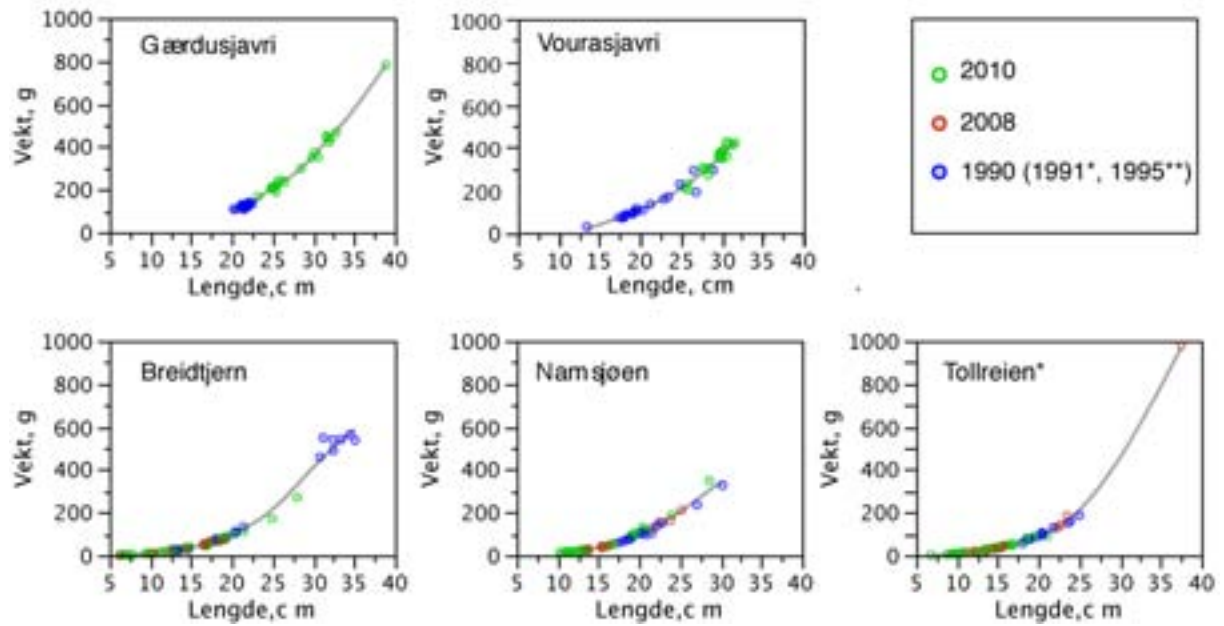 Gærdusjavri
Vekt, g
1000
800
600
400
200
0
5 10 15 20 25 30 35 40
Lengde,c m
Vourasjavri
Vekt, g
1000
800
600
400
200
0
5 10 15 20 25 30 35 40
Lengde, cm
2010
2008
1990 (1991*, 1995**)
Breidtjern
Vekt, g
1000
800
600
400
200
0
5 10 15 20 25 30 35 40
Lengde,c m
Namsjøen
Vekt, g
1000
800
600
400
200
0
5 10 15 20 25 30 35 40
Lengde,c m
Tollreien*
Vekt, g
1000
800
600
400
200
0
5 10 15 20 25 30 35 40
Lengde,c m